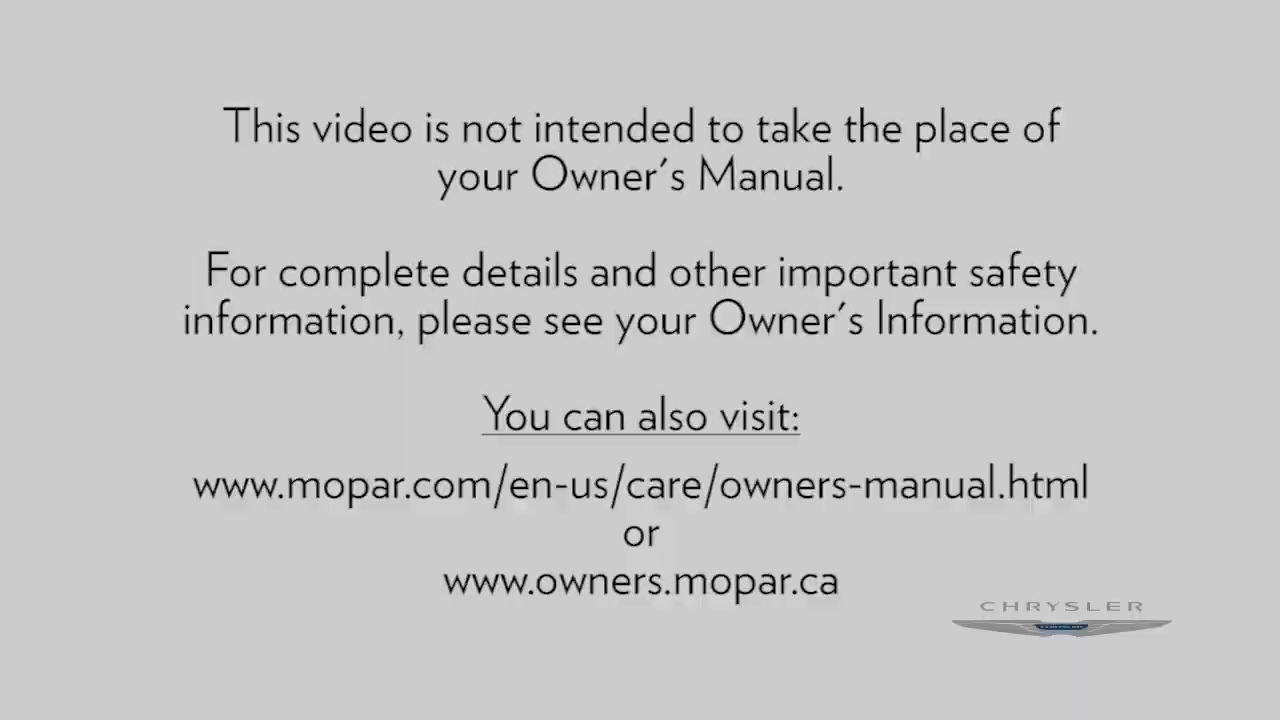 This video is not intended to take the place of
your Owner's Manual.
For complete details and other important safety
information, please see your Owner's Information.
You can also visit:
www.mopar.com/en-us/care/owners-manual.html
or
www.owners.mopar.ca
CHRYSLER